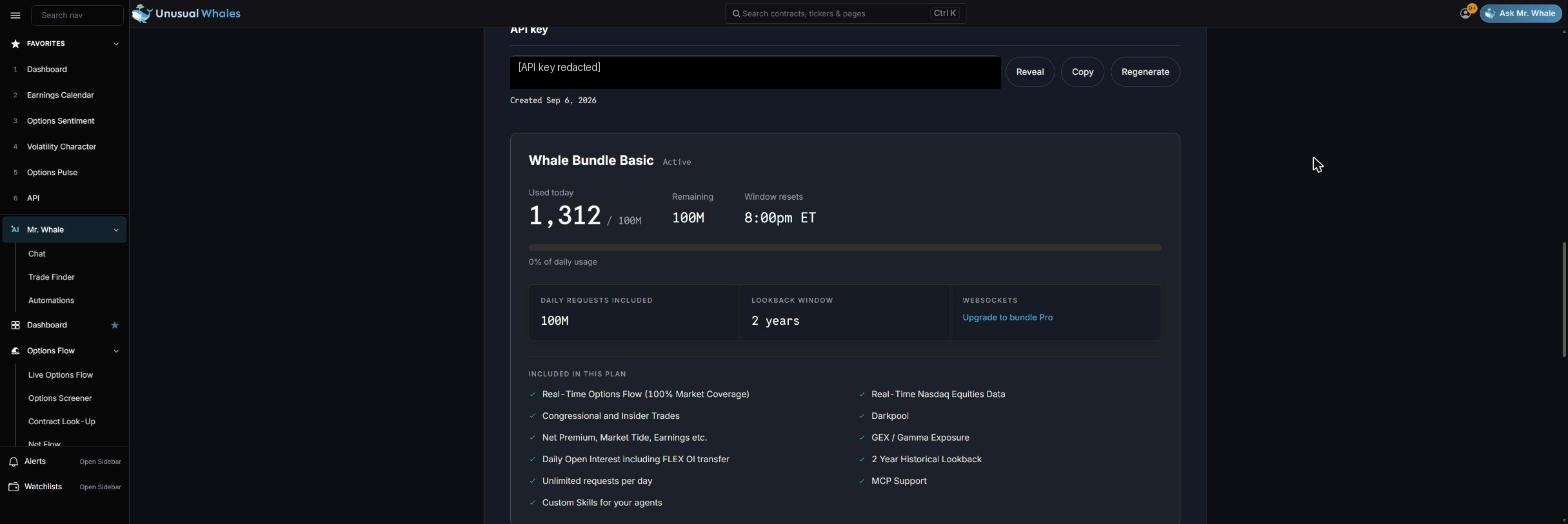 Search nav
Unusual Whales
Search contracts, tickers & pages
Ctrl K
9+
Ask Mr. Whale
FAVORITES
1 Dashboard
2 Earnings Calendar
3 Options Sentiment
4 Volatility Character
5 Options Pulse
6 API
AI Mr. Whale
Chat
Trade Finder
Automations
Dashboard
Options Flow
Live Options Flow
Options Screener
Contract Look-Up
Net Flow
Alerts Open Sidebar
Watchlists Open Sidebar
API key
[API key redacted]
Reveal
Copy
Regenerate
Created Sep 6, 2026
Whale Bundle Basic Active
Used today
1,312 / 100M
Remaining
100M
Window resets
8:00pm ET
0% of daily usage
DAILY REQUESTS INCLUDED
100M
LOOKBACK WINDOW
2 years
WEBSOCKETS
Upgrade to bundle Pro
INCLUDED IN THIS PLAN
Real-Time Options Flow (100% Market Coverage)
Real-Time Nasdaq Equities Data
Congressional and Insider Trades
Darkpool
Net Premium, Market Tide, Earnings etc.
GEX / Gamma Exposure
Daily Open Interest including FLEX OI transfer
2 Year Historical Lookback
Unlimited requests per day
MCP Support
Custom Skills for your agents